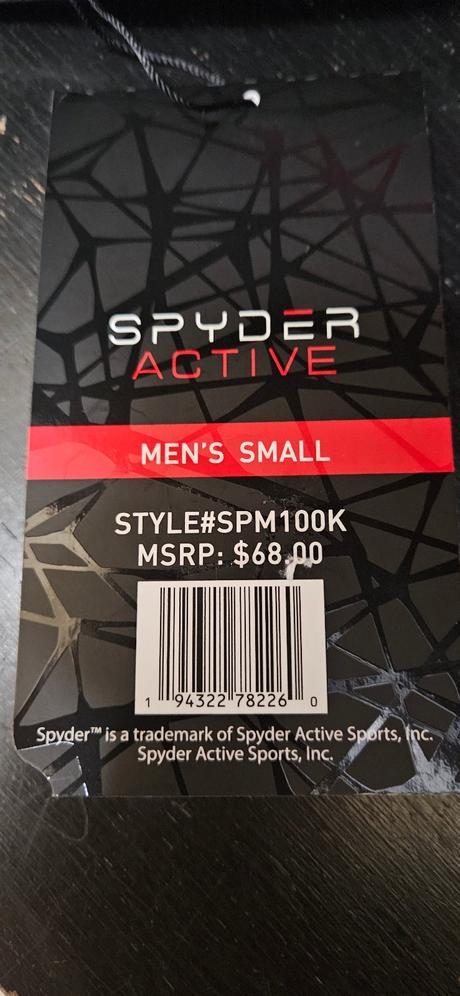 SPYDER
ACTIVE
MEN'S SMALL
STYLE#SPM100K
MSRP: $68.00
1 94322 78226 0
Spyder™ is a trademark of Spyder Active Sports, Inc.
Spyder Active Sports, Inc.